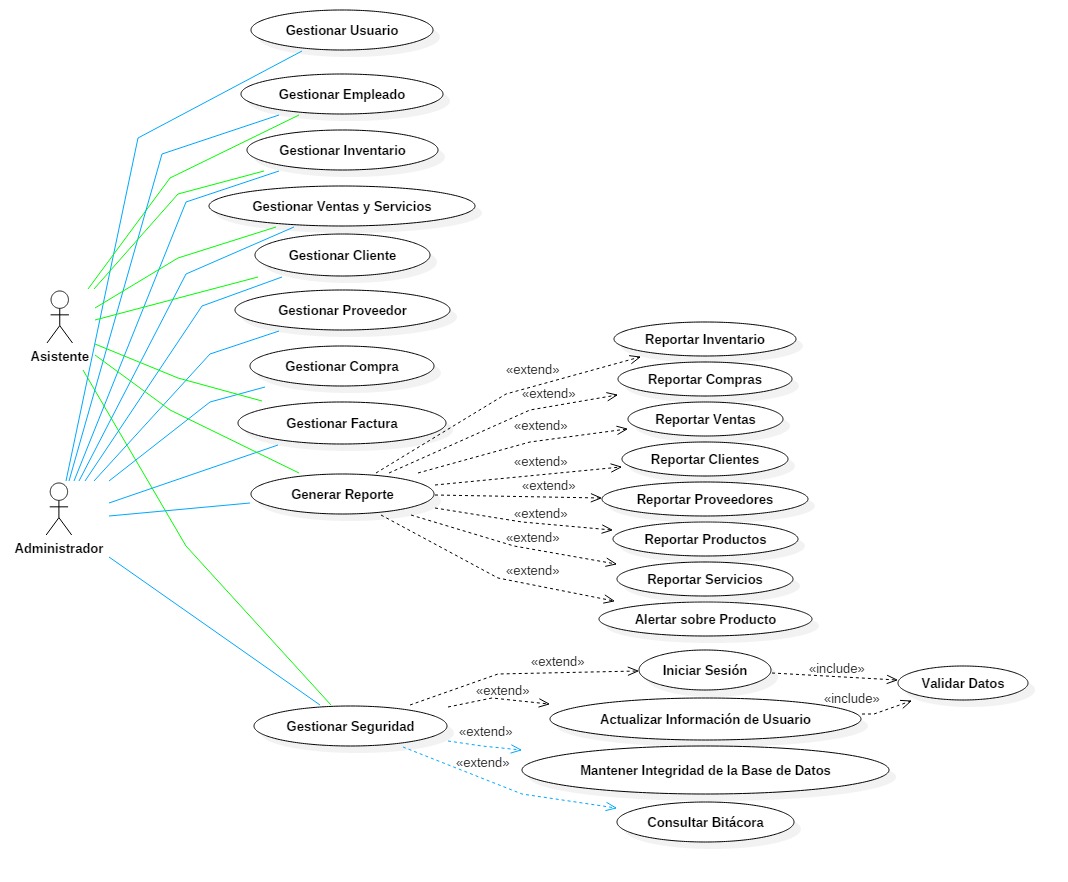 Gestionar Usuario
Gestionar Empleado
Gestionar Inventario
Gestionar Ventas y Servicios
Gestionar Cliente
Gestionar Proveedor
Gestionar Compra
Gestionar Factura
Generar Reporte
Gestionar Seguridad
Asistente
Administrador
«extend»
«extend»
«extend»
«extend»
«extend»
«extend»
«extend»
«extend»
Reportar Inventario
Reportar Compras
Reportar Ventas
Reportar Clientes
Reportar Proveedores
Reportar Productos
Reportar Servicios
Alertar sobre Producto
«extend»
«extend»
«extend»
«extend»
Iniciar Sesión
Actualizar Información de Usuario
Mantener Integridad de la Base de Datos
Consultar Bitácora
«include»
«include»
Validar Datos